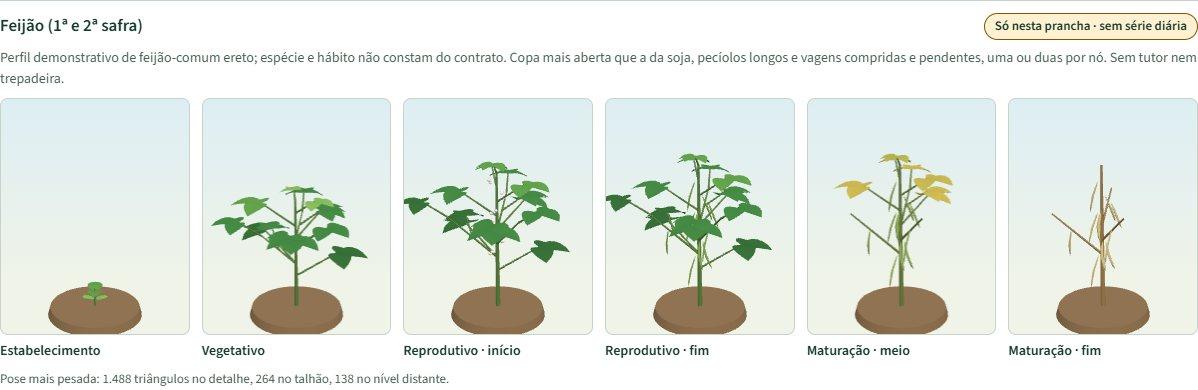 Feijão (1ª e 2ª safra)
Só nesta prancha · sem série diária
Perfil demonstrativo de feijão-comum ereto; espécie e hábito não constam do contrato. Copa mais aberta que a da soja, pecíolos longos e vagens compridas e pendentes, uma ou duas por nó. Sem tutor nem
trepadeira.
Estabelecimento
Vegetativo
Reprodutivo · início
Reprodutivo · fim
Maturação · meio
Maturação · fim
Pose mais pesada: 1.488 triângulos no detalhe, 264 no talhão, 138 no nível distante.